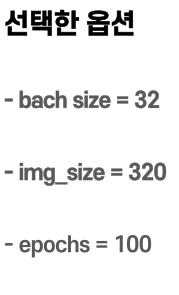 선택한 옵션
- bach size = 32
- img_size = 320
- epochs = 100